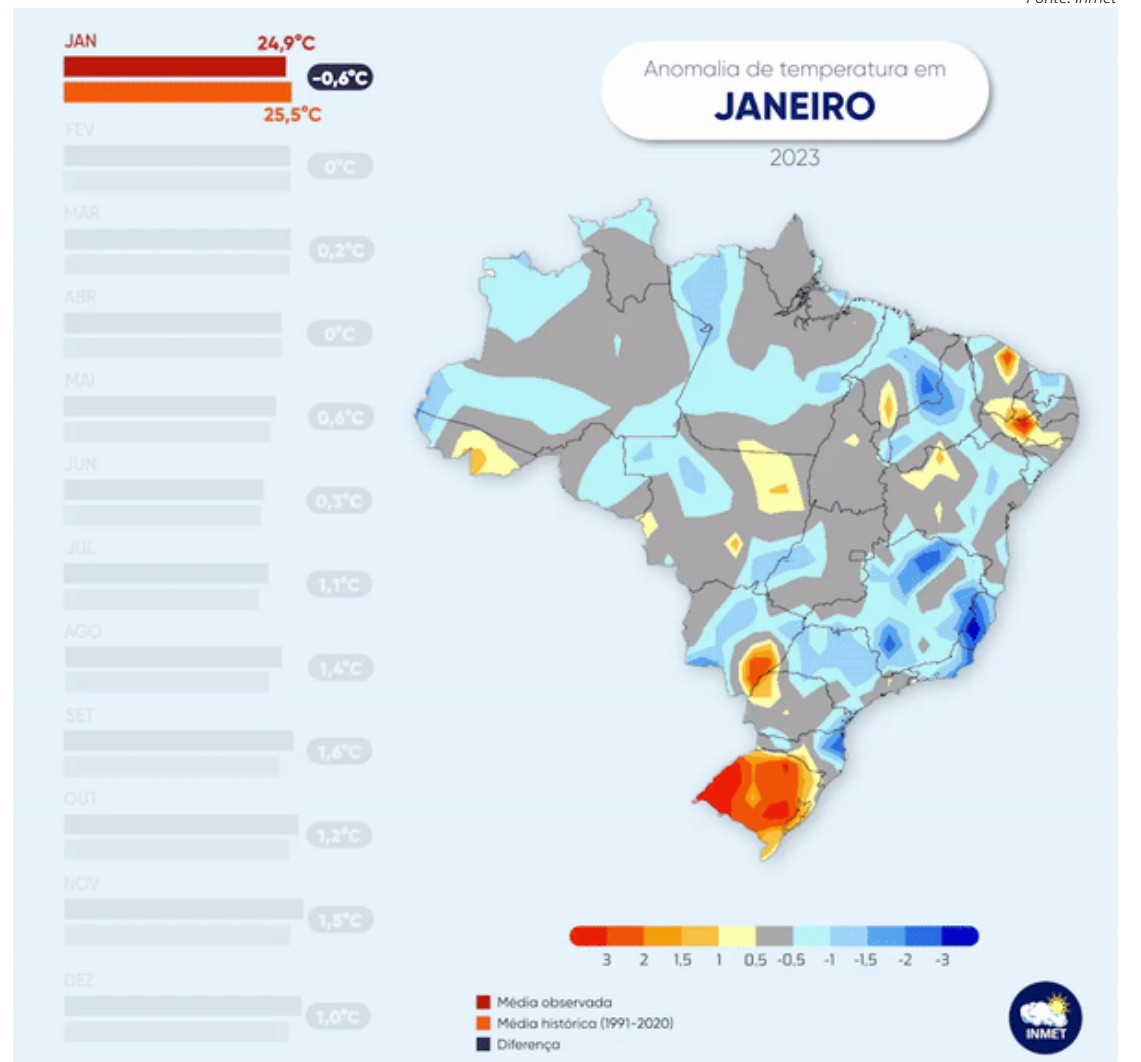 Fonte: Inmet
JAN
24,9°C
-0,6°C
25,5°C
FEV
0°C
MAR
0,2°C
ABR
0°C
MAI
0,6°C
JUN
0,3°C
JUL
1,1°C
AGO
1,4°C
SET
1,6°C
OUT
1,2°C
NOV
1,5°C
DEZ
1,0°C
Anomalia de temperatura em
JANEIRO
2023
3 2 1,5 1 0,5 -0,5 -1 -1,5 -2 -3
Média observada
Média histórica (1991-2020)
Diferença
INMET